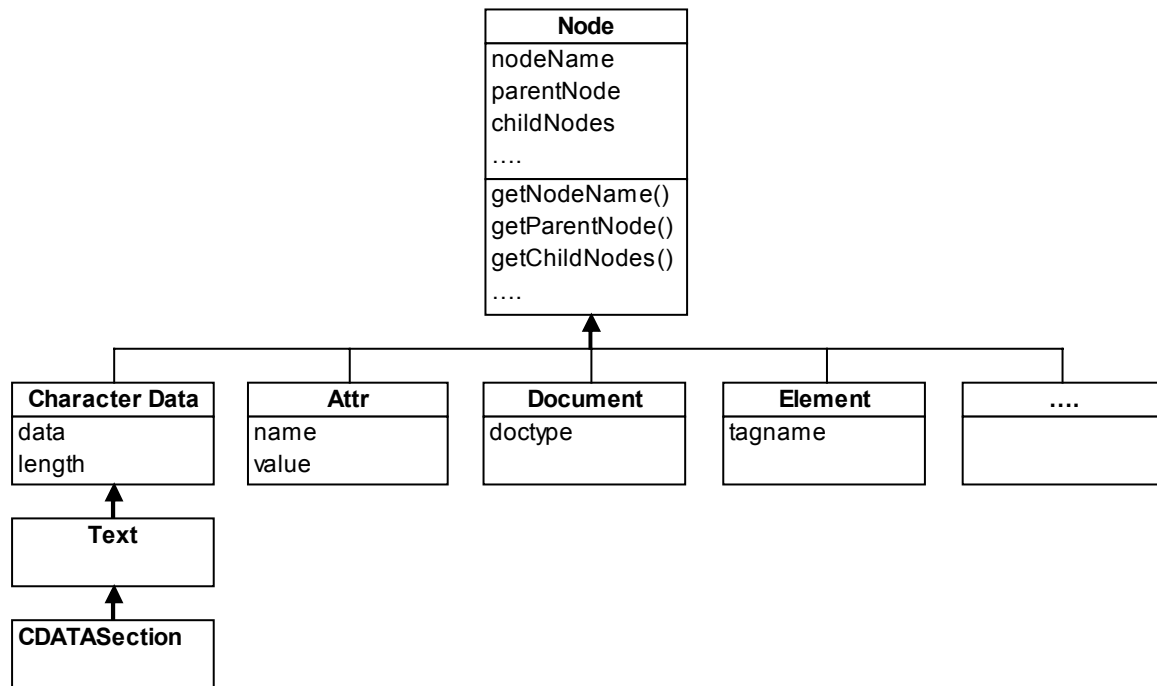 Node
nodeName
parentNode
childNodes
....
getNodeName()
getParentNode()
getChildNodes()
....
Character Data
data
length
Attr
name
value
Document
doctype
Element
tagname
....
Text
CDATASection